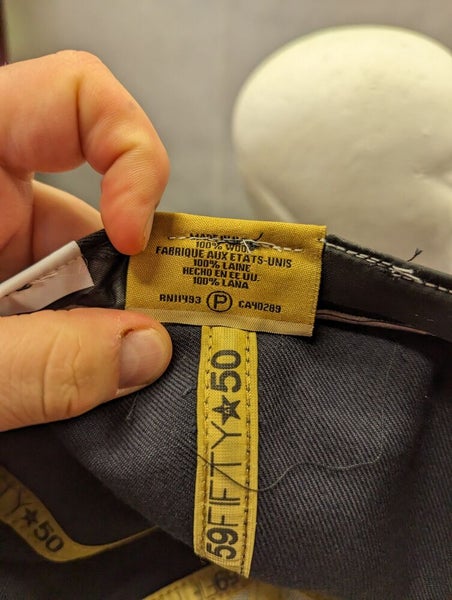 100% WOOL
FABRIQUE AUX ETATS-UNIS
100% LAINE
HECHO EN EE UU.
100% LANA
RN11493 P CA40289
59FIFTY★50
FTY★50